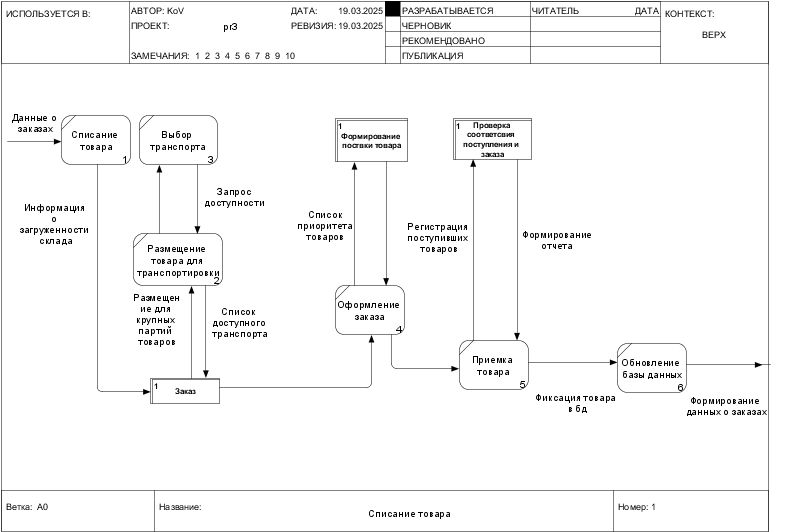 ИСПОЛЬЗУЕТСЯ В:
АВТОР: KoV
ДАТА: 19.03.2025
ПРОЕКТ: pr3
РЕВИЗИЯ: 19.03.2025
ЗАМЕЧАНИЯ: 1 2 3 4 5 6 7 8 9 10
РАЗРАБАТЫВАЕТСЯ
ЧЕРНОВИК
РЕКОМЕНДОВАНО
ПУБЛИКАЦИЯ
ЧИТАТЕЛЬ ДАТА
КОНТЕКСТ:
ВЕРХ
Данные о
заказах
Списание
товара
1
Выбор
транспорта
3
1
Формирование
поствки товара
1
Проверка
соответсвия
поступления и
заказа
Информация
о
загруженности
склада
Запрос
доступности
Список
приоритета
товаров
Регистрация
поступивших
товаров
Формирование
отчета
Размещение
товара для
транспортировки
2
Размещен
ие для
крупных
партий
товаров
Список
доступного
транспорта
Оформление
заказа
4
Приемка
товара
5
Обновление
базы данных
6
1
Заказ
Фиксация товара
в бд
Формирование
данных о заказах
Ветка: A0
Название:
Списание товара
Номер: 1